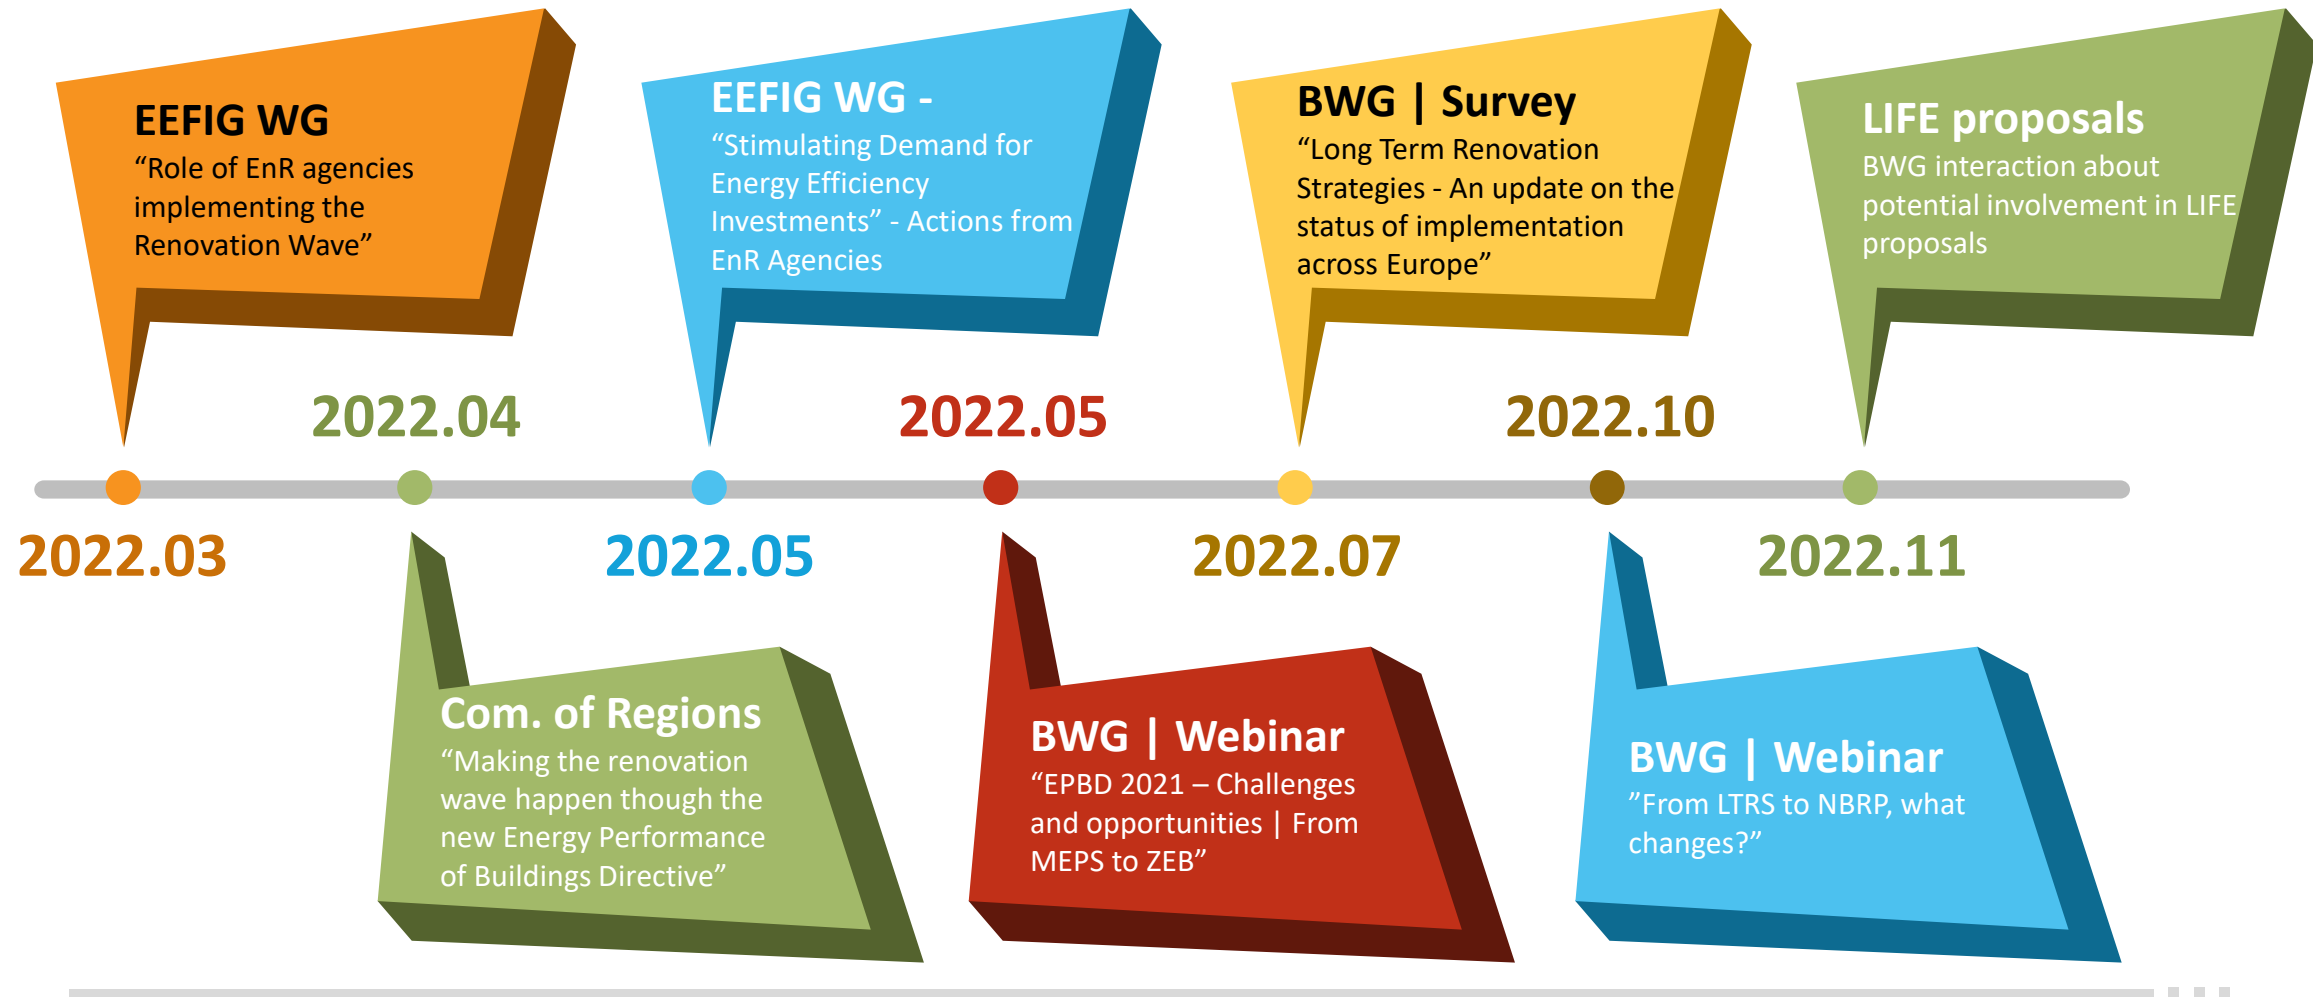 EEFIG WG
“Role of EnR agencies
implementing the
Renovation Wave”
EEFIG WG -
“Stimulating Demand for
Energy Efficiency
Investments” - Actions from
EnR Agencies
BWG | Survey
“Long Term Renovation
Strategies - An update on the
status of implementation
across Europe”
LIFE proposals
BWG interaction about
potential involvement in LIFE
proposals
2022.04
2022.05
2022.10
2022.03
2022.05
2022.07
2022.11
Com. of Regions
“Making the renovation
wave happen though the
new Energy Performance
of Buildings Directive”
BWG | Webinar
“EPBD 2021 – Challenges
and opportunities | From
MEPS to ZEB”
BWG | Webinar
”From LTRS to NBRP, what
changes?”